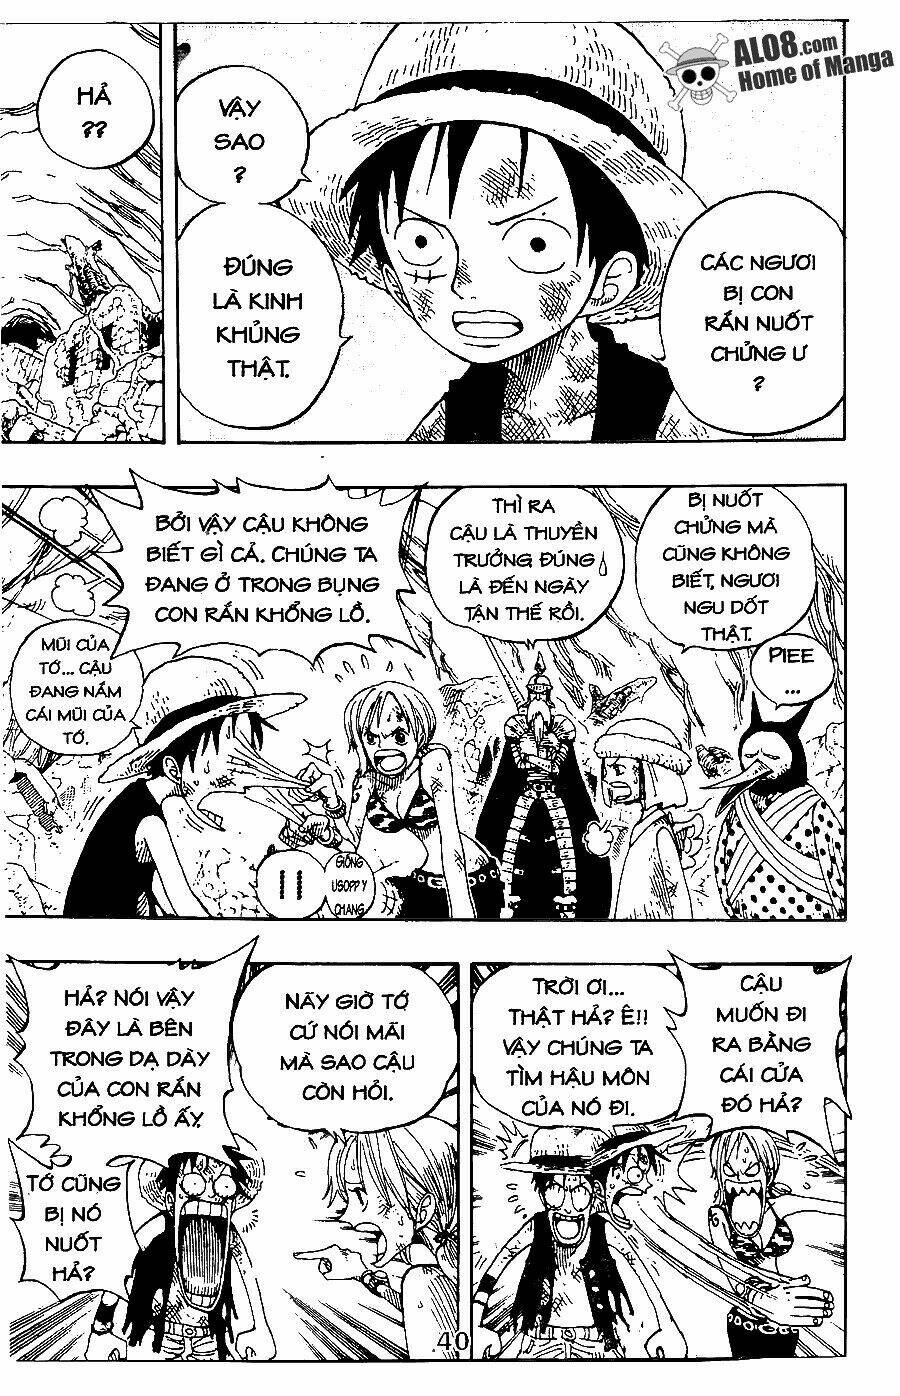 AL08.com
Home of Manga
CÁC NGƯƠI
BỊ CON
RẮN NUỐT
CHỬNG Ư
?
VẬY
SAO
?
ĐÚNG
LÀ KINH
KHỦNG
THẬT.
HẢ
??
BỊ NUỐT
CHỬNG MÀ
CŨNG KHÔNG
BIẾT, NGƯƠI
NGU DỐT
THẬT.
PIEE
...
THÌ RA
CẬU LÀ THUYỀN
TRƯỞNG. ĐÚNG
LÀ ĐẾN NGÀY
TẬN THẾ RỒI.
BỞI VẬY CẬU KHÔNG
BIẾT GÌ CẢ. CHÚNG TA
ĐANG Ở TRONG BỤNG
CON RẮN KHỔNG LỒ.
MŨI CỦA
TỚ... CẬU
ĐANG NẮM
CÁI MŨI CỦA
TỚ.
GIỐNG
USOPP Y
CHANG
!!
CẬU
MUỐN ĐI
RA BẰNG
CÁI CỬA
ĐÓ HẢ?
TRỜI ƠI...
THẬT HẢ? Ê!!
VẬY CHÚNG TA
TÌM HẬU MÔN
CỦA NÓ ĐI.
NÃY GIỜ TỚ
CỨ NÓI MÃI
MÀ SAO CẬU
CÒN HỎI.
HẢ? NÓI VẬY
ĐÂY LÀ BÊN
TRONG DẠ DÀY
CỦA CON RẮN
KHỔNG LỒ ẤY.
TỚ CŨNG
BỊ NÓ
NUỐT
HẢ?
40